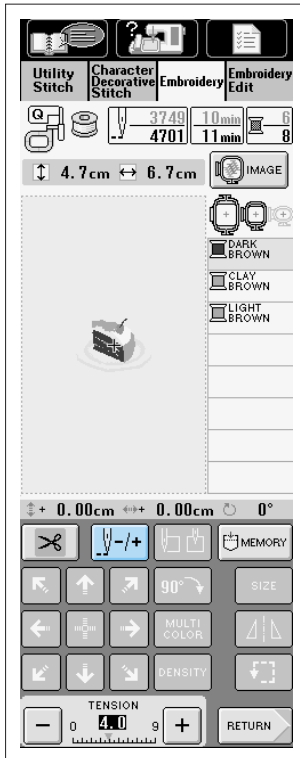 Utility Stitch
Character Decorative Stitch
Embroidery
Embroidery Edit
Q
3749
4701
10min
11min
6
8
4.7cm 6.7cm
IMAGE
DARK BROWN
CLAY BROWN
LIGHT BROWN
+ 0.00cm + 0.00cm 0°
-/+
MEMORY
90°
SIZE
MULTI COLOR
DENSITY
TENSION
- 0 4.0 9 +
RETURN